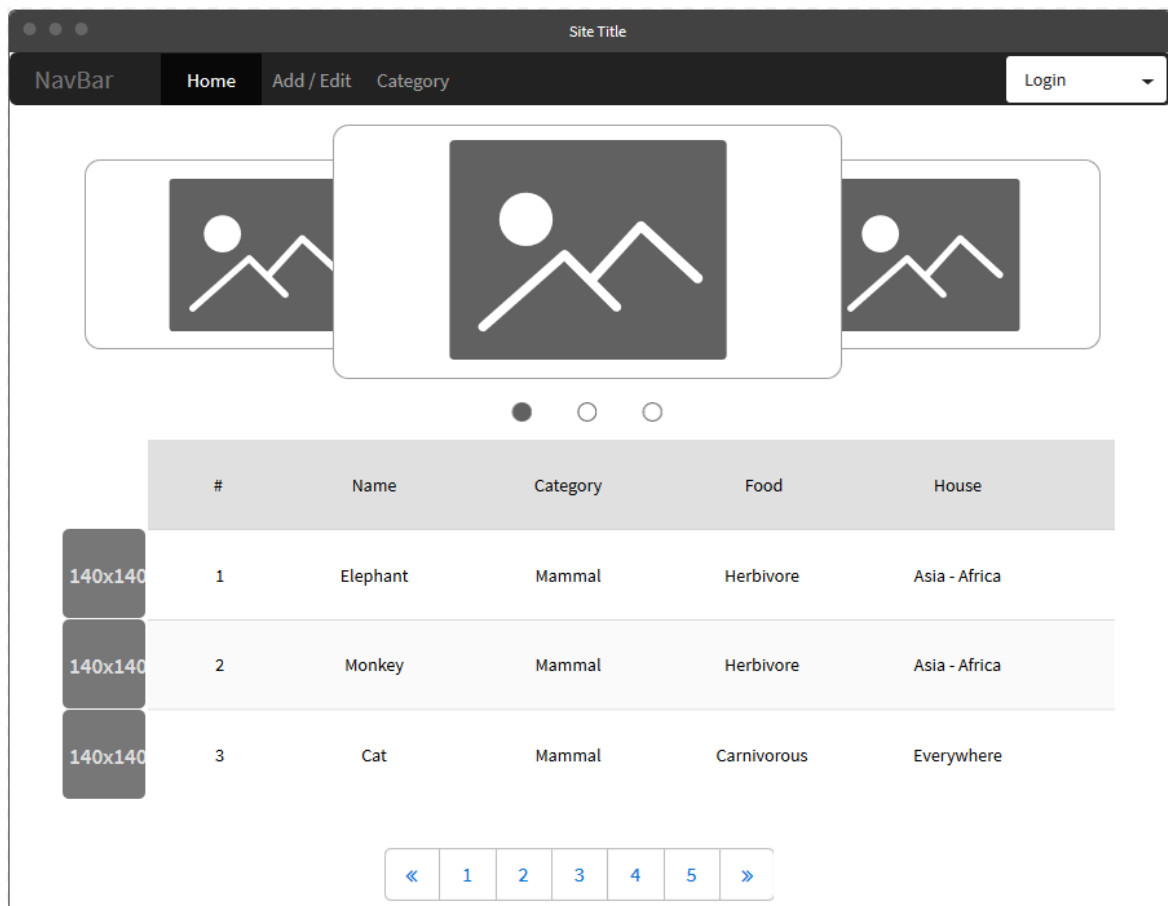 Site Title
NavBar Home Add / Edit Category Login
# Name Category Food House
140x140 1 Elephant Mammal Herbivore Asia - Africa
140x140 2 Monkey Mammal Herbivore Asia - Africa
140x140 3 Cat Mammal Carnivorous Everywhere
« 1 2 3 4 5 »